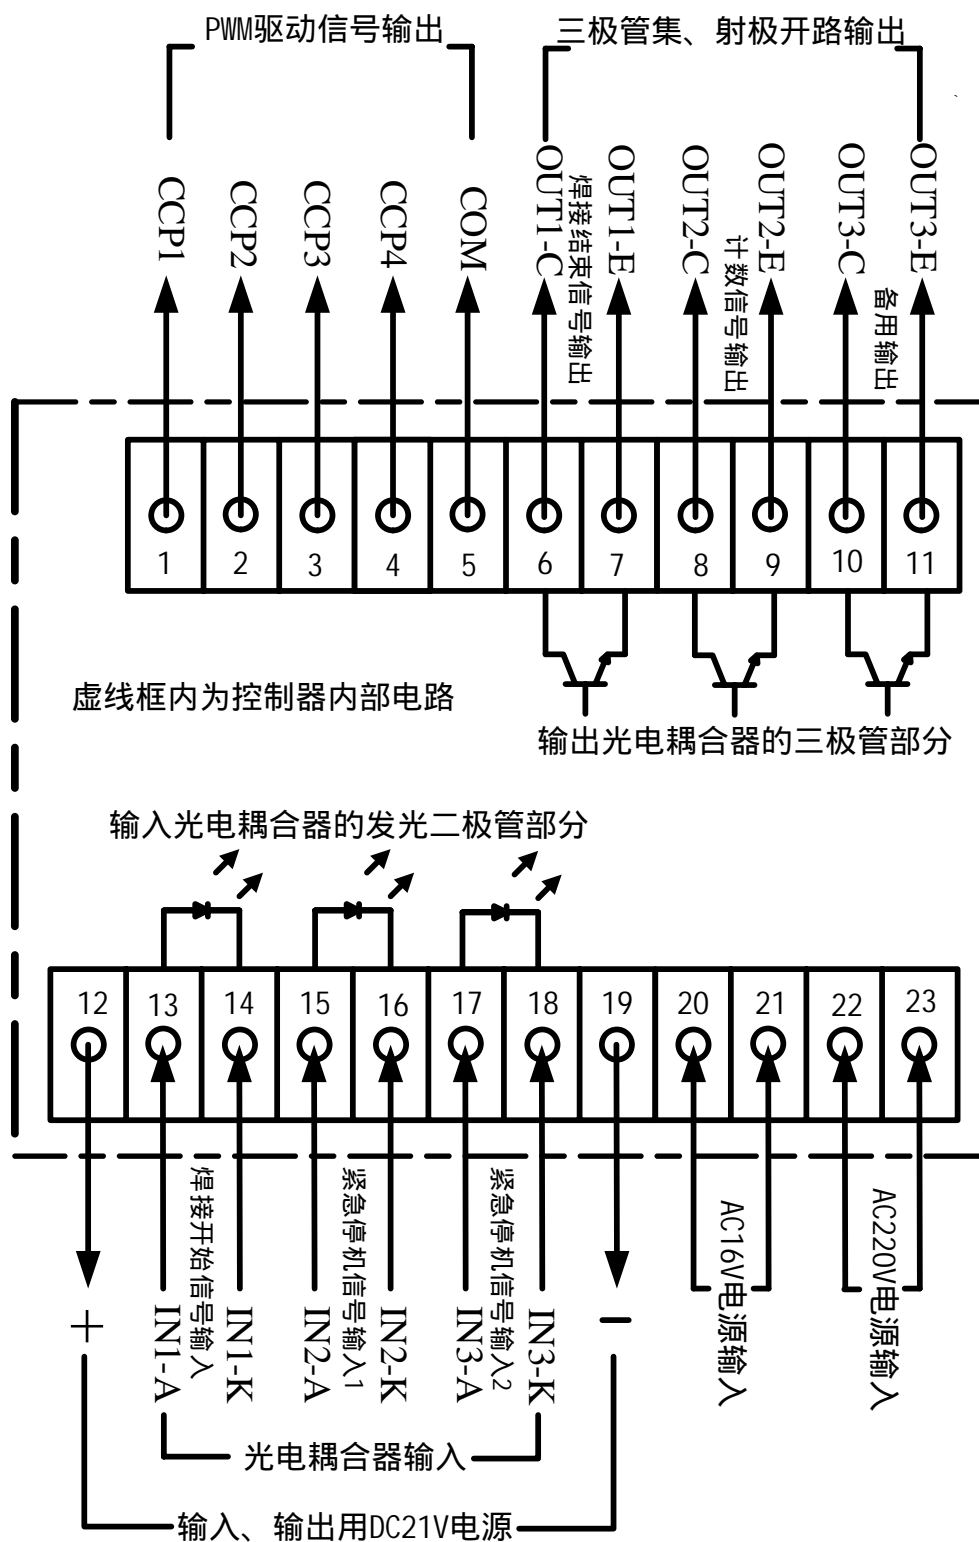 PWM驱动信号输出
三极管集、射极开路输出
CCP1
CCP2
CCP3
CCP4
COM
OUT1-C
焊接结束信号输出
OUT1-E
OUT2-C
计数信号输出
OUT2-E
OUT3-C
备用输出
OUT3-E
1
2
3
4
5
6
7
8
9
10
11
虚线框内为控制器内部电路
输出光电耦合器的三极管部分
输入光电耦合器的发光二极管部分
12
13
14
15
16
17
18
19
20
21
22
23
+
IN1-A
焊接开始信号输入
IN1-K
IN2-A
紧急停机信号输入1
IN2-K
IN3-A
紧急停机信号输入2
IN3-K
—
AC16V电源输入
AC220V电源输入
光电耦合器输入
输入、输出用DC21V电源